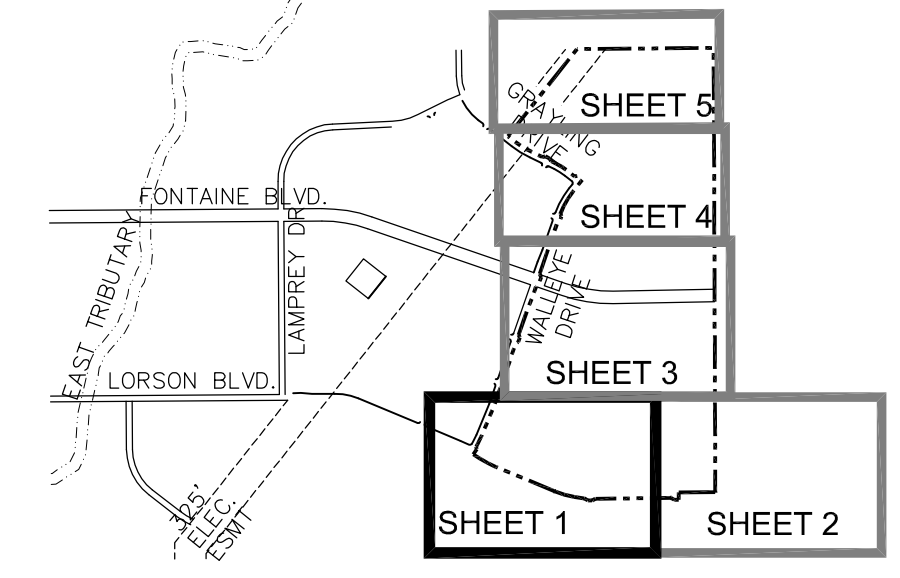 SHEET 5
GRAYLING
DRIVE
FONTAINE BLVD.
SHEET 4
EAST TRIBUTARY
LAMPREY DR
WALLEYE
DRIVE
SHEET 3
LORSON BLVD.
325'
ELEC.
ESMT
SHEET 1
SHEET 2